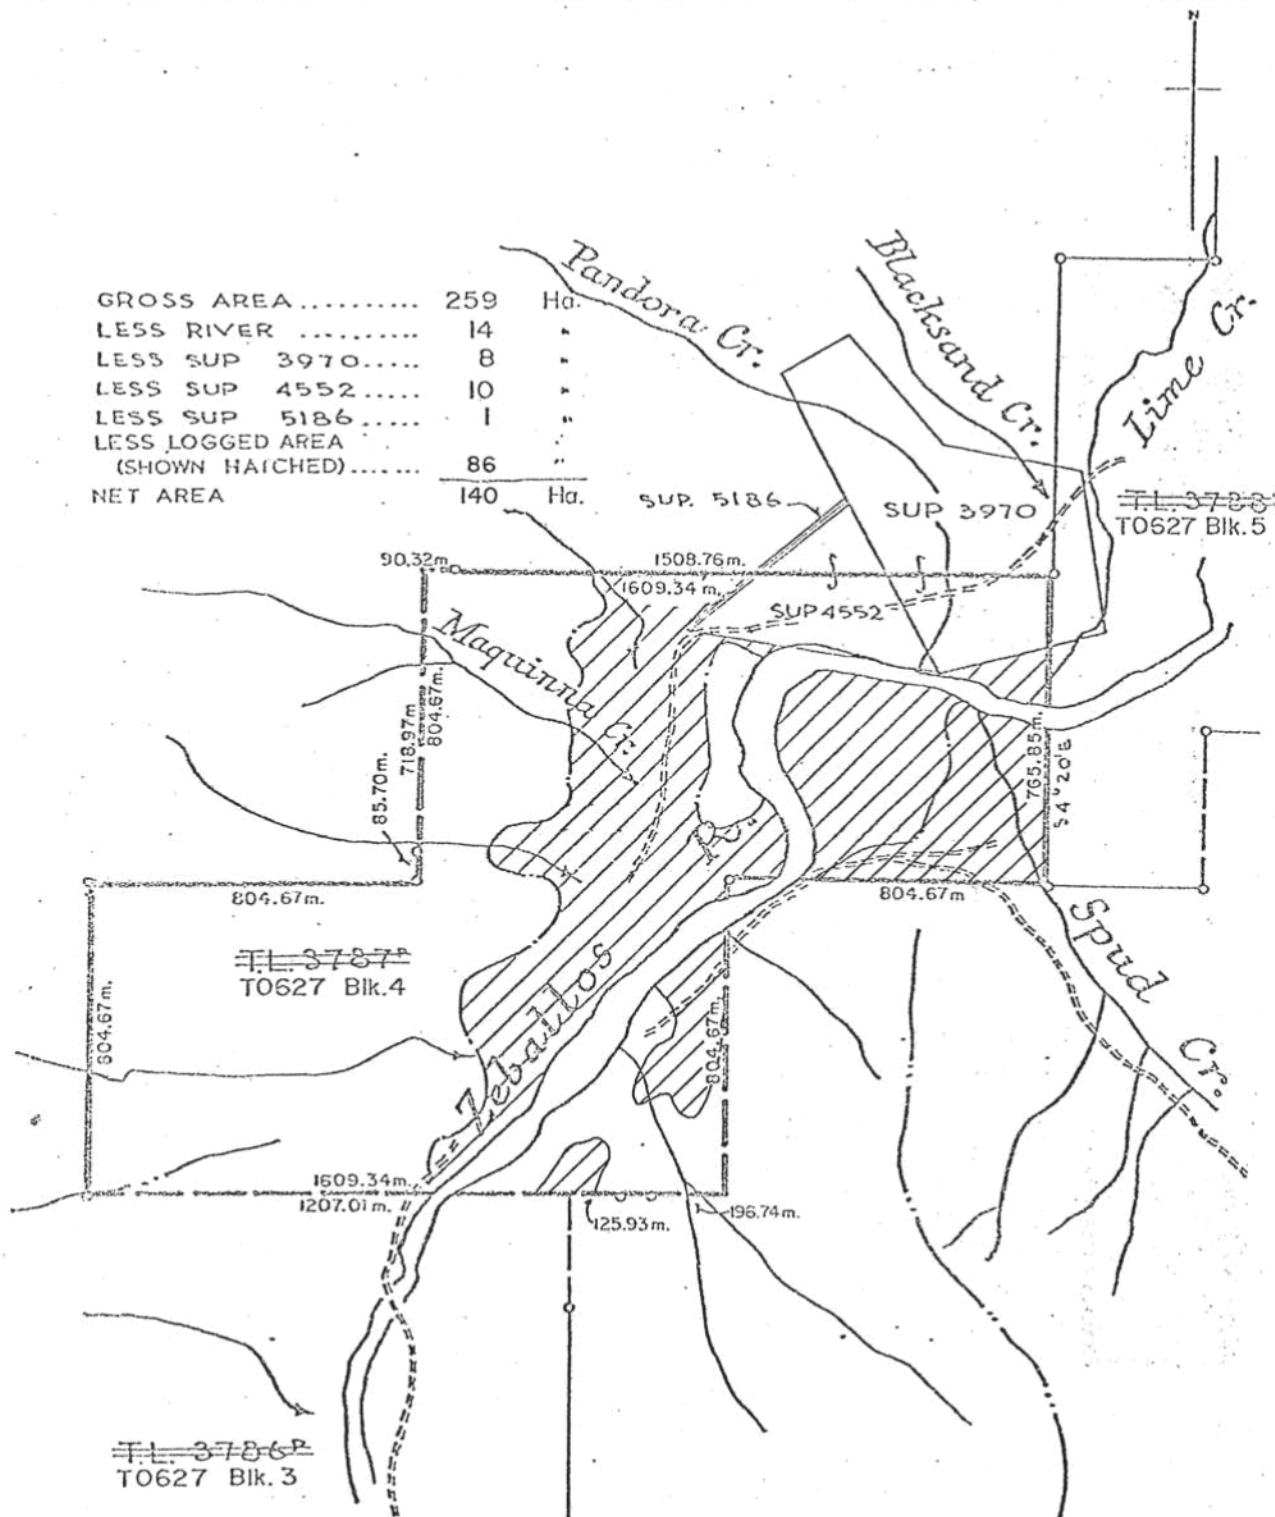 N
GROSS AREA .......... 259 Ha.
LESS RIVER .......... 14 "
LESS SUP 3970..... 8 "
LESS SUP 4552..... 10 "
LESS SUP 5186..... 1 "
LESS LOGGED AREA "
(SHOWN HATCHED)....... 86 "
NET AREA 140 Ha.
Pandora Cr.
Blacksand Cr.
Lime Cr.
SUP. 5186
SUP 3970
T.L. 3788
T0627 Blk.5
90.32m
1508.76m.
1609.34m.
SUP 4552
Maquinna Cr.
718.97m
804.67m.
85.70m.
765.85m.
S 4° 20' E
804.67m.
804.67m
T.L. 3787P
T0627 Blk.4
804.67m.
Zeballos
R
804.67m.
Spud Cr.
1609.34m.
1207.01m.
125.93m.
196.74m.
T.L. 3786P
T0627 Blk. 3